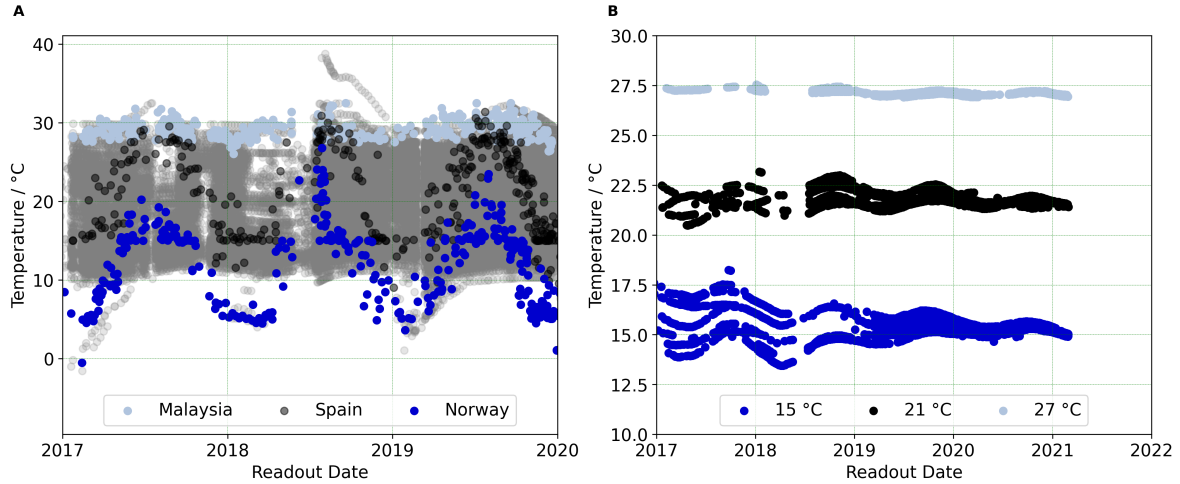 A
B
Temperature / °C
40
30
20
10
0
Malaysia
Spain
Norway
2017
2018
2019
2020
Readout Date
Temperature / °C
30.0
27.5
25.0
22.5
20.0
17.5
15.0
12.5
10.0
15 °C
21 °C
27 °C
2017
2018
2019
2020
2021
2022
Readout Date